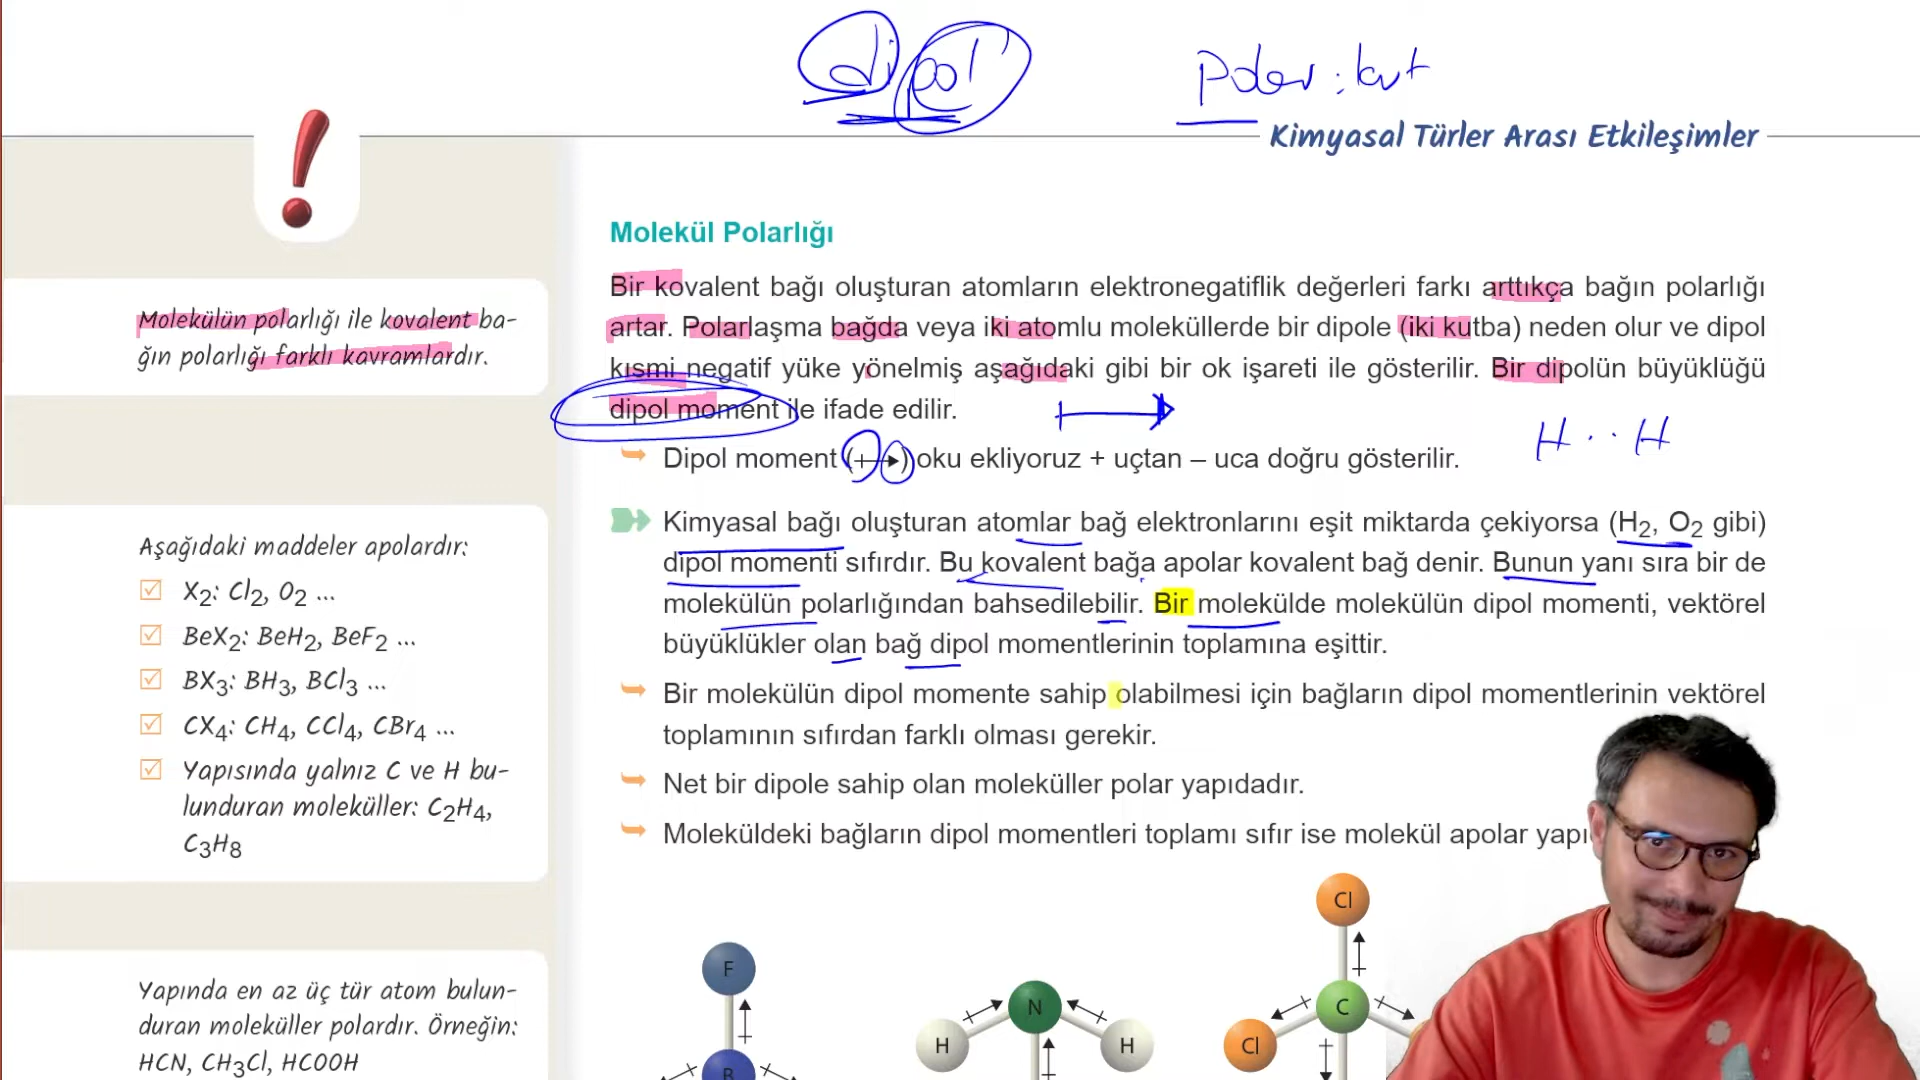 dipol
Polar : kut
Kimyasal Türler Arası Etkileşimler
Molekülün polarlığı ile kovalent ba-
ğın polarlığı farklı kavramlardır.
Aşağıdaki maddeler apolardır:
X2: Cl2, O2 ...
BeX2: BeH2, BeF2 ...
BX3: BH3, BCl3 ...
CX4: CH4, CCl4, CBr4 ...
Yapısında yalnız C ve H bu-
lunduran moleküller: C2H4,
C3H8
Yapında en az üç tür atom bulun-
duran moleküller polardır. Örneğin:
HCN, CH3Cl, HCOOH
Molekül Polarlığı
Bir kovalent bağı oluşturan atomların elektronegatiflik değerleri farkı arttıkça bağın polarlığı
artar. Polarlaşma bağda veya iki atomlu moleküllerde bir dipole (iki kutba) neden olur ve dipol
kısmi negatif yüke yönelmiş aşağıdaki gibi bir ok işareti ile gösterilir. Bir dipolün büyüklüğü
dipol moment ile ifade edilir.
H . . H
Dipol moment (+→) oku ekliyoruz + uçtan – uca doğru gösterilir.
Kimyasal bağı oluşturan atomlar bağ elektronlarını eşit miktarda çekiyorsa (H2, O2 gibi)
dipol momenti sıfırdır. Bu kovalent bağa apolar kovalent bağ denir. Bunun yanı sıra bir de
molekülün polarlığından bahsedilebilir. Bir molekülde molekülün dipol momenti, vektörel
büyüklükler olan bağ dipol momentlerinin toplamına eşittir.
Bir molekülün dipol momente sahip olabilmesi için bağların dipol momentlerinin vektörel
toplamının sıfırdan farklı olması gerekir.
Net bir dipole sahip olan moleküller polar yapıdadır.
Moleküldeki bağların dipol momentleri toplamı sıfır ise molekül apolar yapı
F
B
N
H
H
Cl
C
Cl